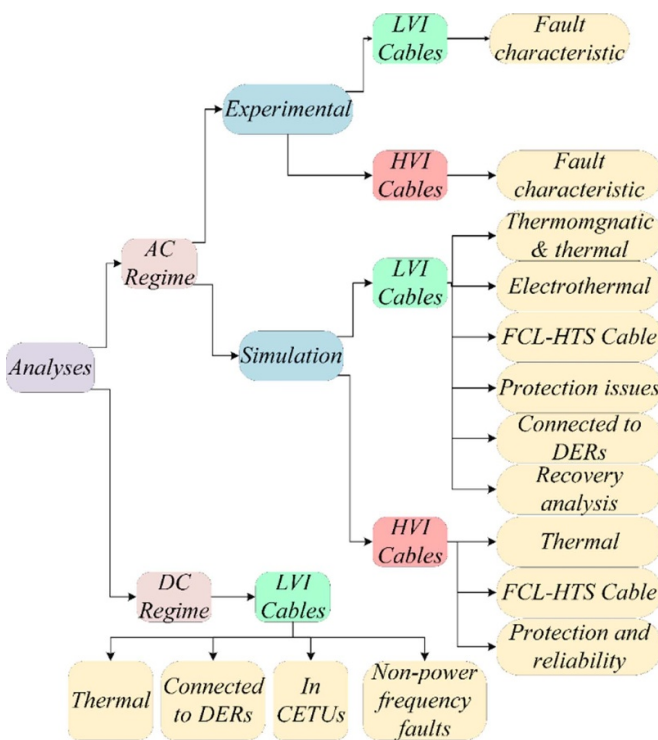 LVI
Cables
Fault
characteristic
Experimental
HVI
Cables
Fault
characteristic
AC
Regime
LVI
Cables
Thermomgnatic
& thermal
Electrothermal
FCL-HTS Cable
Simulation
Analyses
Protection issues
Connected to
DERs
Recovery
analysis
HVI
Cables
Thermal
FCL-HTS Cable
Protection and
reliability
DC
Regime
LVI
Cables
Thermal
Connected
to DERs
In
CETUs
Non-power
frequency
faults